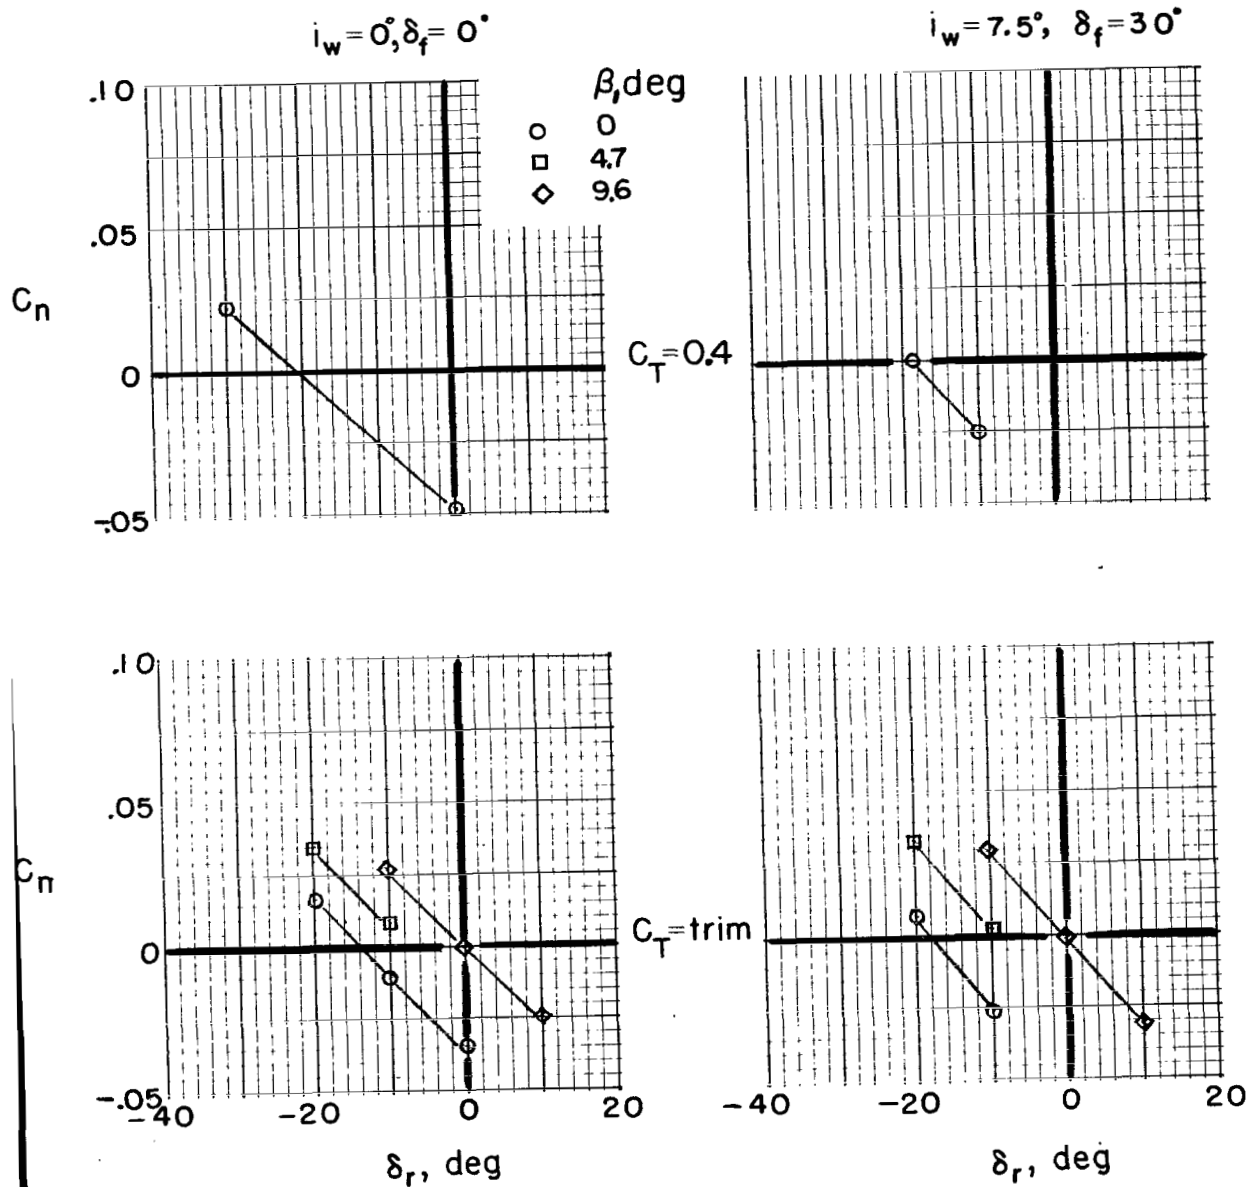 i_w=0°, δ_f= 0°
i_w=7.5°, δ_f=30°
.10
β, deg
0
4.7
9.6
.05
C_n
C_T=0.4
0
-.05
.10
.05
C_n
C_T=trim
0
-.05
-40 -20 0 20
-40 -20 0 20
δ_r, deg
δ_r, deg